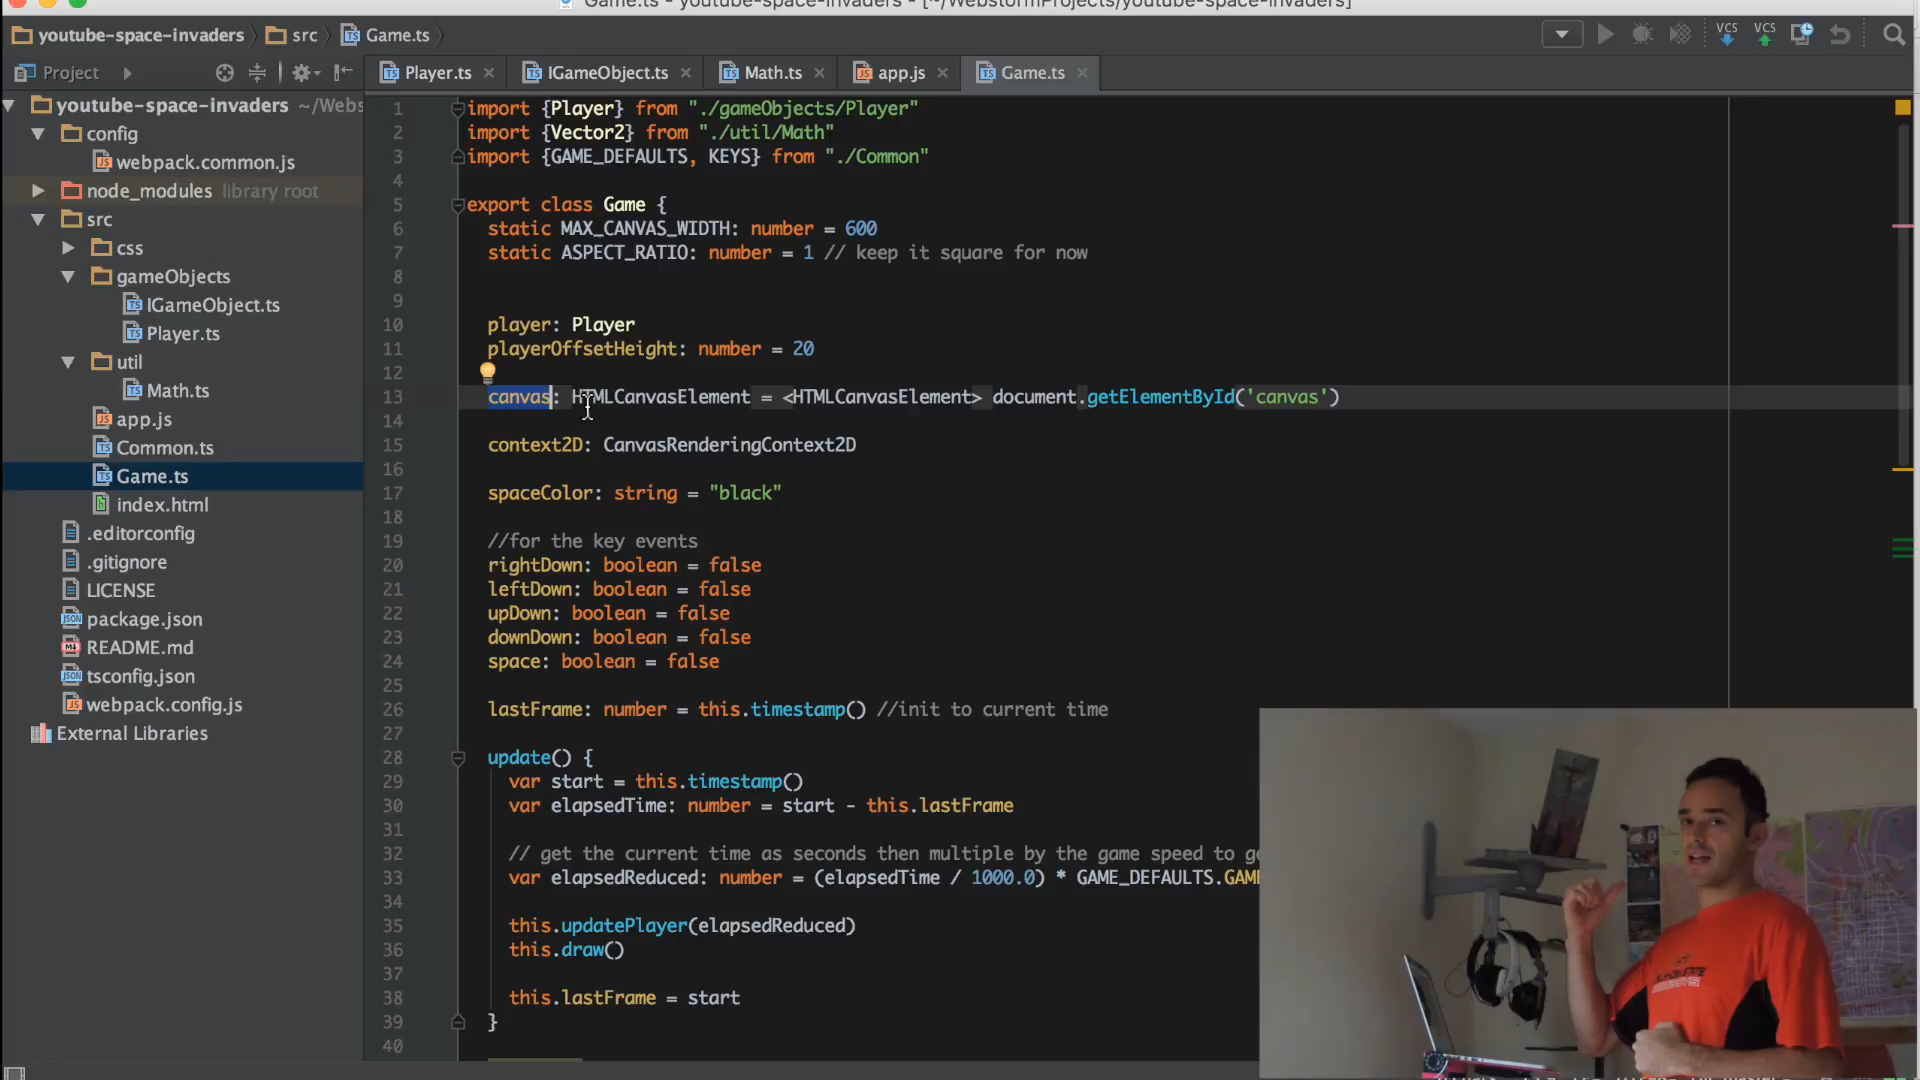 Game.ts - youtube-space-invaders - [~/WebstormProjects/youtube-space-invaders]
youtube-space-invaders src Game.ts
VCS VCS
Project
Player.ts IGameObject.ts Math.ts app.js Game.ts
youtube-space-invaders ~/Webs
config
webpack.common.js
node_modules library root
src
css
gameObjects
IGameObject.ts
Player.ts
util
Math.ts
app.js
Common.ts
Game.ts
index.html
.editorconfig
.gitignore
LICENSE
package.json
README.md
tsconfig.json
webpack.config.js
External Libraries
1 import {Player} from "./gameObjects/Player"
2 import {Vector2} from "./util/Math"
3 import {GAME_DEFAULTS, KEYS} from "./Common"
4
5 export class Game {
6 static MAX_CANVAS_WIDTH: number = 600
7 static ASPECT_RATIO: number = 1 // keep it square for now
8
9
10 player: Player
11 playerOffsetHeight: number = 20
12
13 canvas: HTMLCanvasElement = <HTMLCanvasElement> document.getElementById('canvas')
14
15 context2D: CanvasRenderingContext2D
16
17 spaceColor: string = "black"
18
19 //for the key events
20 rightDown: boolean = false
21 leftDown: boolean = false
22 upDown: boolean = false
23 downDown: boolean = false
24 space: boolean = false
25
26 lastFrame: number = this.timestamp() //init to current time
27
28 update() {
29 var start = this.timestamp()
30 var elapsedTime: number = start - this.lastFrame
31
32 // get the current time as seconds then multiple by the game speed to g
33 var elapsedReduced: number = (elapsedTime / 1000.0) * GAME_DEFAULTS.GAM
34
35 this.updatePlayer(elapsedReduced)
36 this.draw()
37
38 this.lastFrame = start
39 }
40